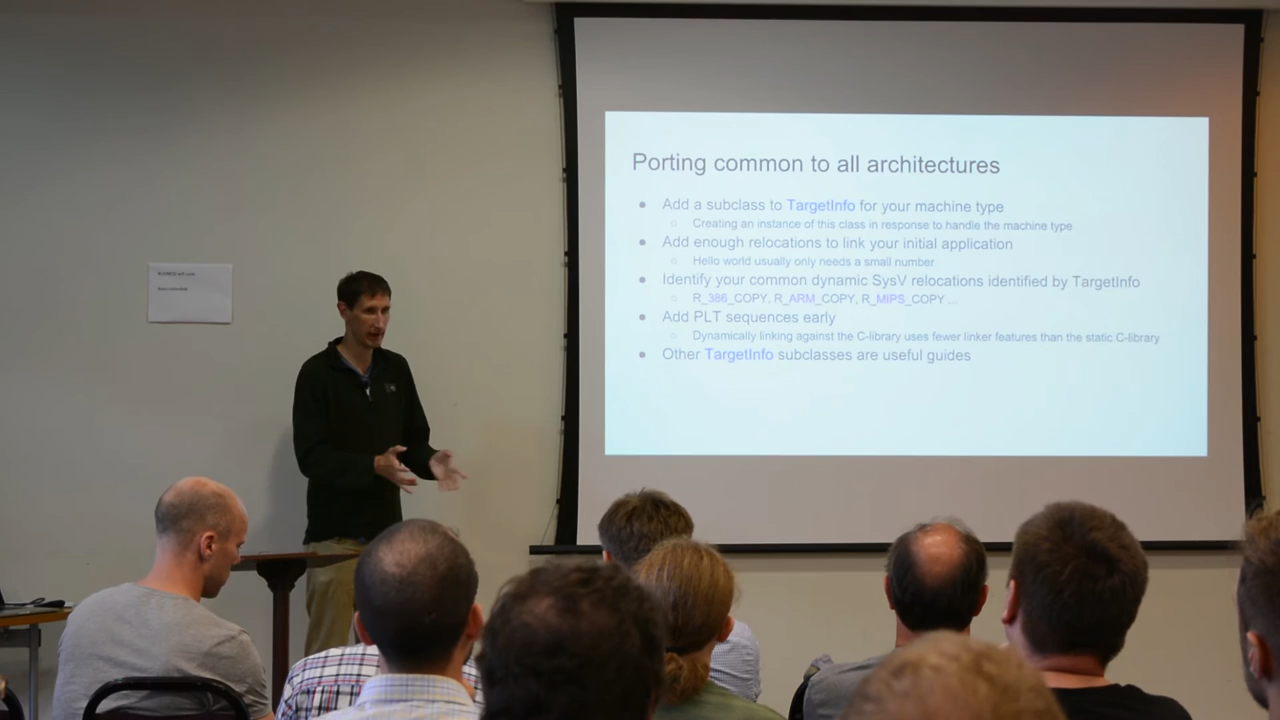 Porting common to all architectures
● Add a subclass to TargetInfo for your machine type
○ Creating an instance of this class in response to handle the machine type
● Add enough relocations to link your initial application
○ Hello world usually only needs a small number
● Identify your common dynamic SysV relocations identified by TargetInfo
○ R_386_COPY, R_ARM_COPY, R_MIPS_COPY ...
● Add PLT sequences early
○ Dynamically linking against the C-library uses fewer linker features than the static C-library
● Other TargetInfo subclasses are useful guides